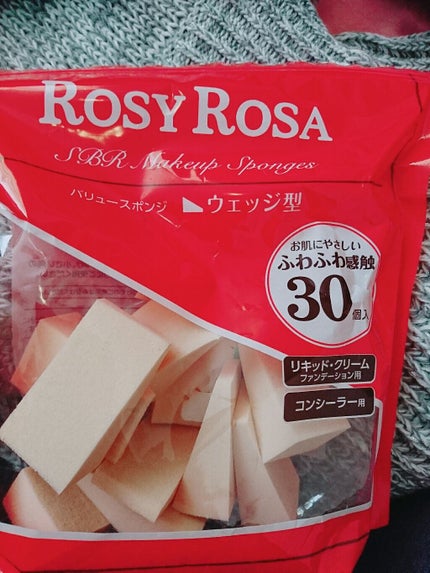 ROSY ROSA
SBR Makeup Sponges
バリュースポンジ ウェッジ型
お肌にやさしい
ふわふわ感触
30個入
リキッド・クリーム
ファンデーション用
コンシーラー用